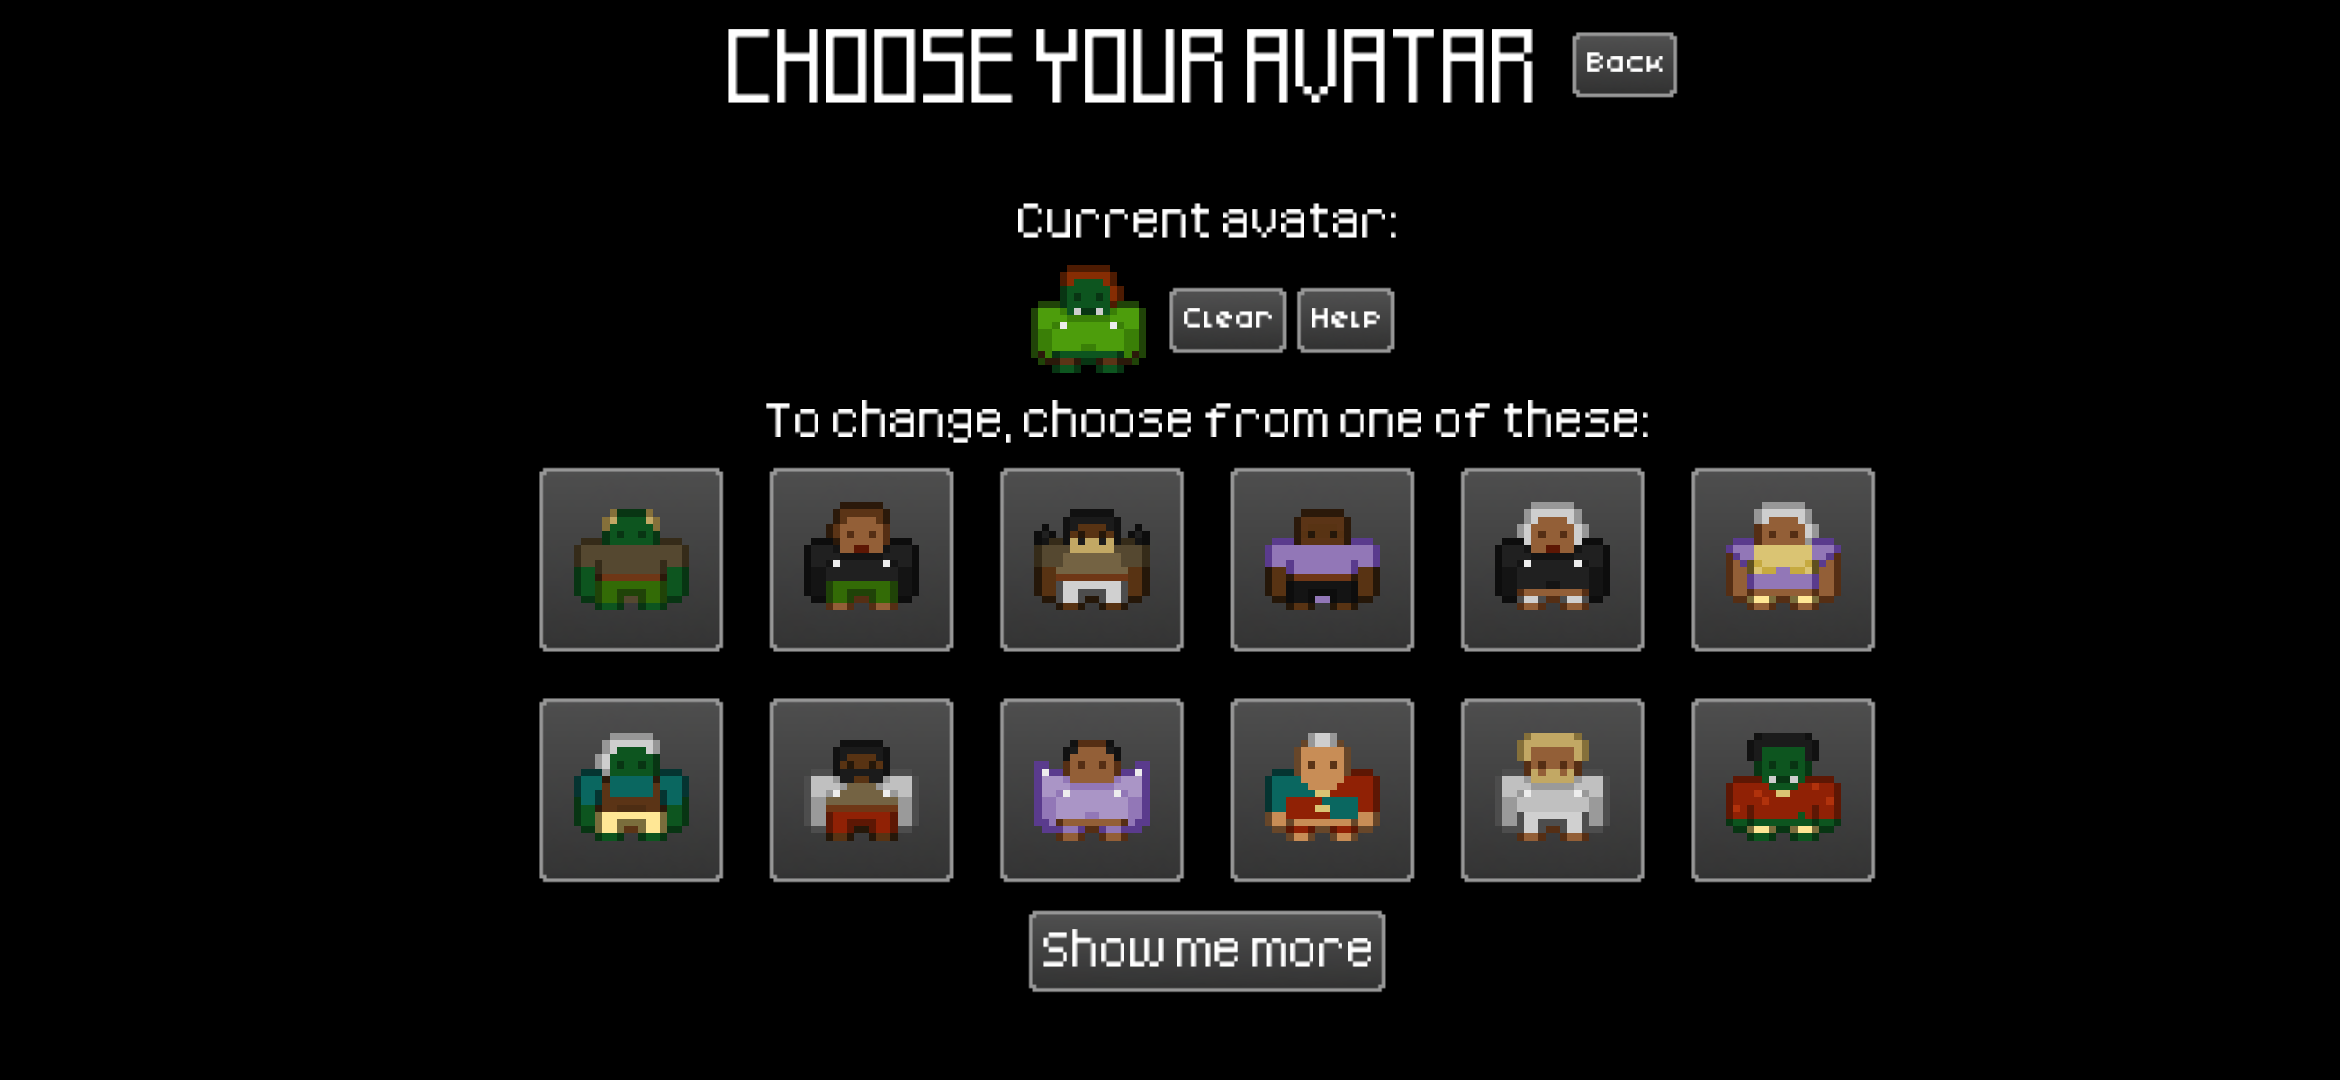 CHOOSE YOUR AVATAR
Back
Current avatar:
Clear
Help
To change, choose from one of these:
Show me more